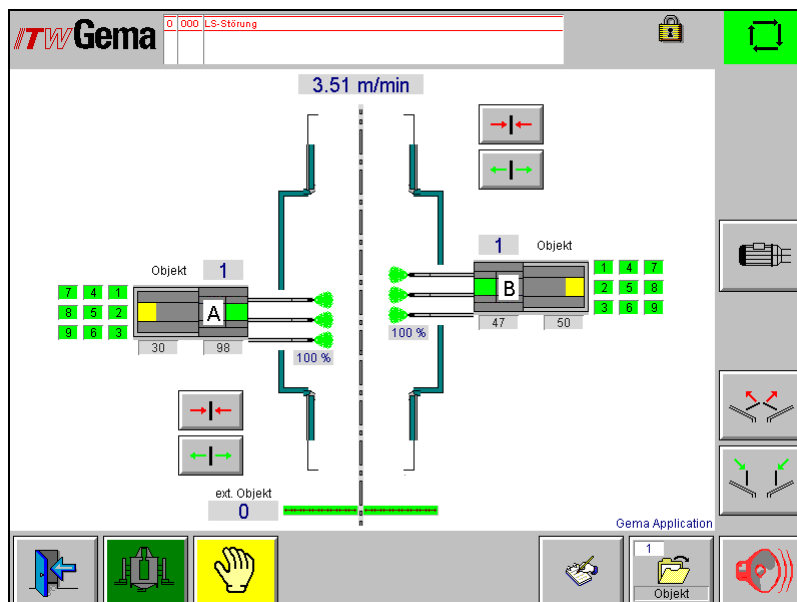 ITWGema
0 000 LS-Störung
3.51 m/min
1 Objekt
Objekt 1
7 4 1
8 5 2
9 6 3
A
30 98
100 %
B
1 4 7
2 5 8
3 6 9
47 50
100 %
ext. Objekt
0
Gema Application
1
Objekt